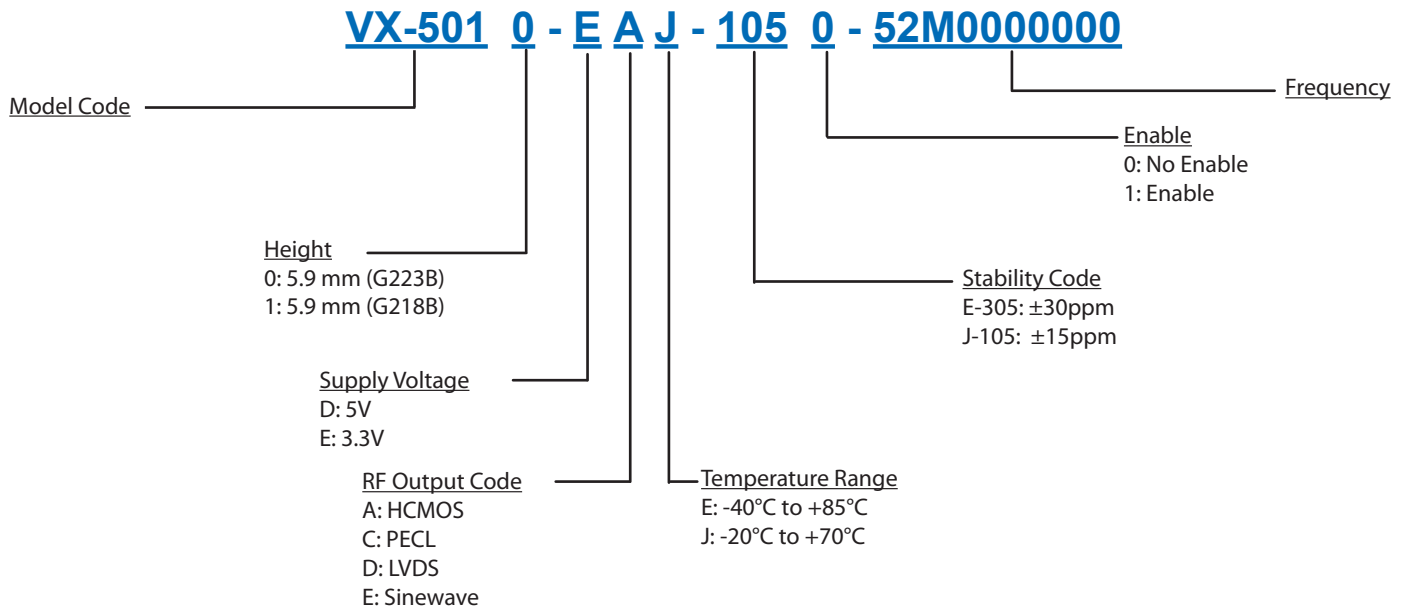 VX-501 0 - E A J - 105 0 - 52M0000000
Model Code
Frequency
Enable
0: No Enable
1: Enable
Height
0: 5.9 mm (G223B)
1: 5.9 mm (G218B)
Stability Code
E-305: ±30ppm
J-105: ±15ppm
Supply Voltage
D: 5V
E: 3.3V
RF Output Code
A: HCMOS
C: PECL
D: LVDS
E: Sinewave
Temperature Range
E: -40°C to +85°C
J: -20°C to +70°C